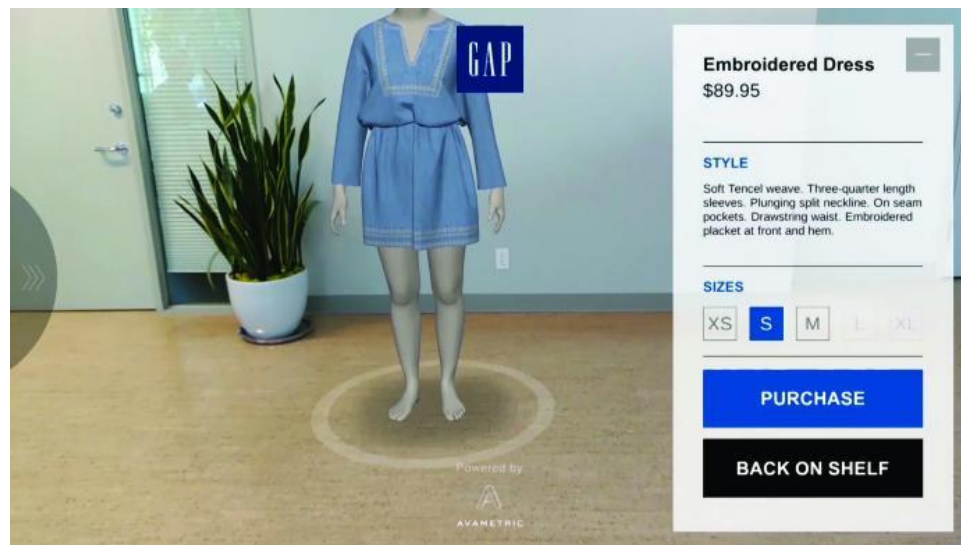 GAP
Embroidered Dress
$89.95
STYLE
Soft Tencel weave. Three-quarter length
sleeves. Plunging split neckline. On seam
pockets. Drawstring waist. Embroidered
placket at front and hem.
SIZES
XS S M L XL
PURCHASE
BACK ON SHELF
Powered by
AVAMETRIC